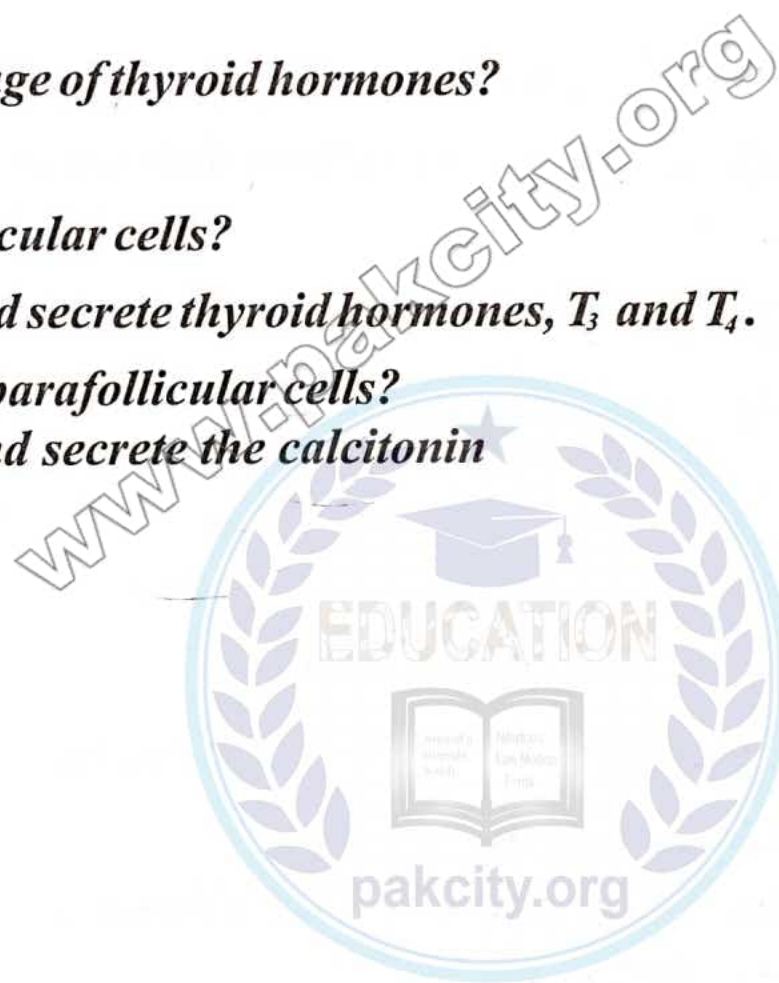 ge of thyroid hormones?
cular cells?
d secrete thyroid hormones, T₃ and T₄.
parafollicular cells?
nd secrete the calcitonin
www.pakcity.org
EDUCATION
pakcity.org